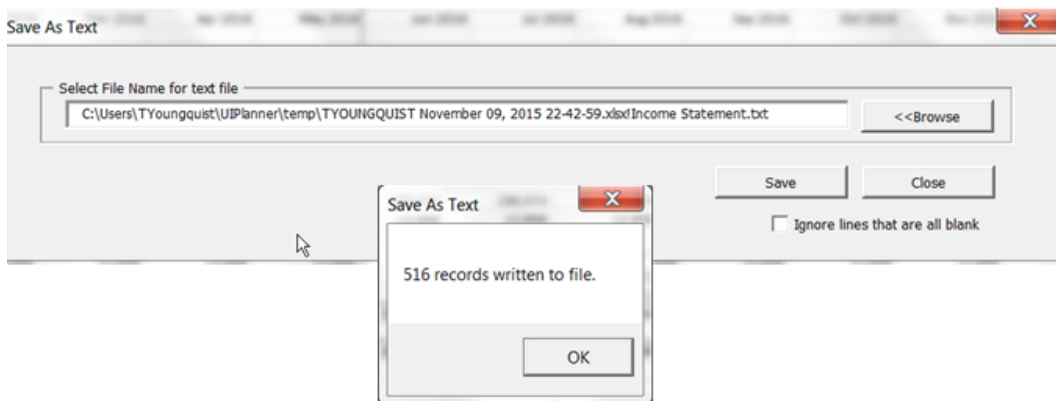 Save As Text
Select File Name for text file
C:\Users\TYoungquist\UIPlanner\temp\TYOUNGQUIST November 09, 2015 22-42-59.xlsx!Income Statement.txt
<<Browse
Save
Close
Ignore lines that are all blank
Save As Text
516 records written to file.
OK